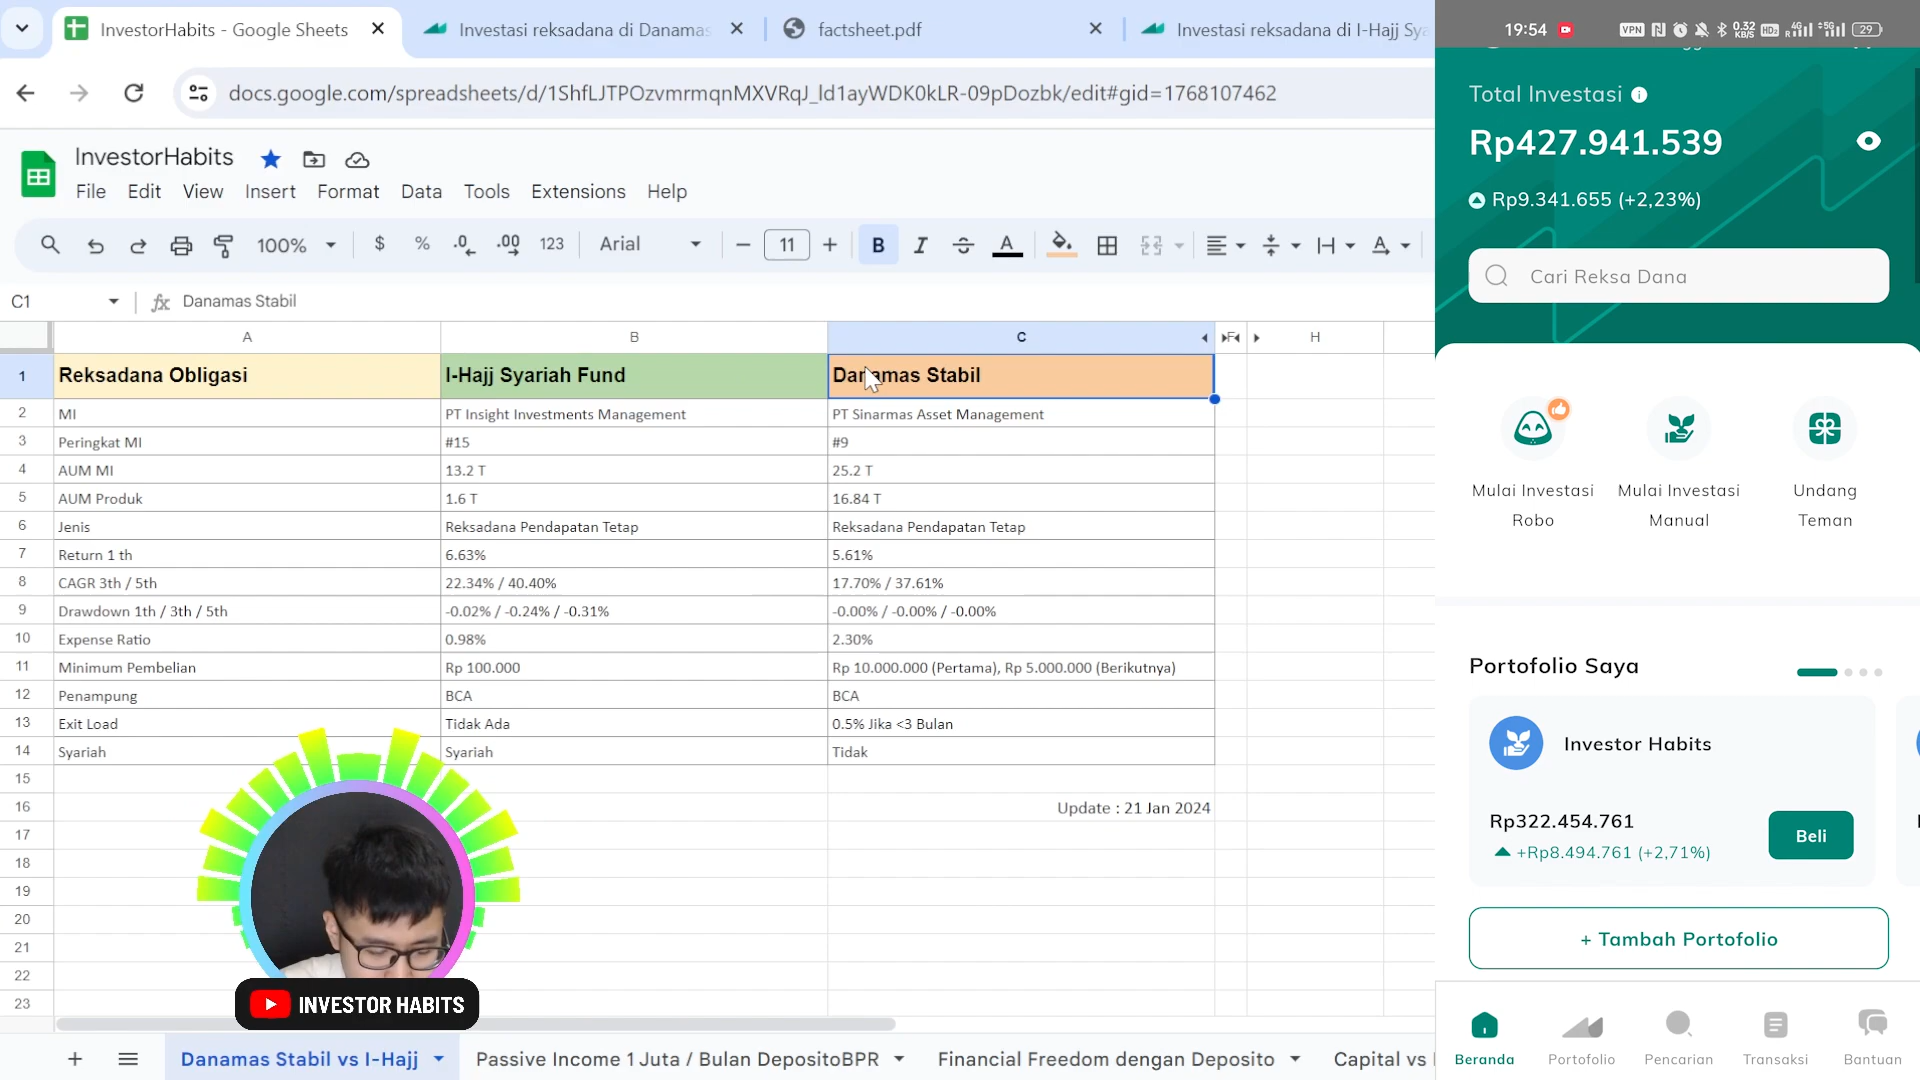 InvestorHabits - Google Sheets
Investasi reksadana di Danamas
factsheet.pdf
Investasi reksadana di I-Hajj Sya
docs.google.com/spreadsheets/d/1ShfLJTPOzvmrmqnMXVRqJ_ld1ayWDK0kLR-09pDozbk/edit#gid=1768107462
InvestorHabits
File Edit View Insert Format Data Tools Extensions Help
100% $ % .0 .00 123 Arial 11 B I S A
C1 fx Danamas Stabil
A B C F H
1 Reksadana Obligasi I-Hajj Syariah Fund Danamas Stabil
2 MI PT Insight Investments Management PT Sinarmas Asset Management
3 Peringkat MI #15 #9
4 AUM MI 13.2 T 25.2 T
5 AUM Produk 1.6 T 16.84 T
6 Jenis Reksadana Pendapatan Tetap Reksadana Pendapatan Tetap
7 Return 1 th 6.63% 5.61%
8 CAGR 3th / 5th 22.34% / 40.40% 17.70% / 37.61%
9 Drawdown 1th / 3th / 5th -0.02% / -0.24% / -0.31% -0.00% / -0.00% / -0.00%
10 Expense Ratio 0.98% 2.30%
11 Minimum Pembelian Rp 100.000 Rp 10.000.000 (Pertama), Rp 5.000.000 (Berikutnya)
12 Penampung BCA BCA
13 Exit Load Tidak Ada 0.5% Jika <3 Bulan
14 Syariah Syariah Tidak
15
16 Update : 21 Jan 2024
17
18
19
20
21
22
23
INVESTOR HABITS
Danamas Stabil vs I-Hajj Passive Income 1 Juta / Bulan DepositoBPR Financial Freedom dengan Deposito Capital vs
19:54 VPN 0.32 KB/S HD2 4G 5G 29
Total Investasi
Rp427.941.539
Rp9.341.655 (+2,23%)
Cari Reksa Dana
Mulai Investasi Robo
Mulai Investasi Manual
Undang Teman
Portofolio Saya
Investor Habits
Rp322.454.761
+Rp8.494.761 (+2,71%)
Beli
+ Tambah Portofolio
Beranda Portofolio Pencarian Transaksi Bantuan